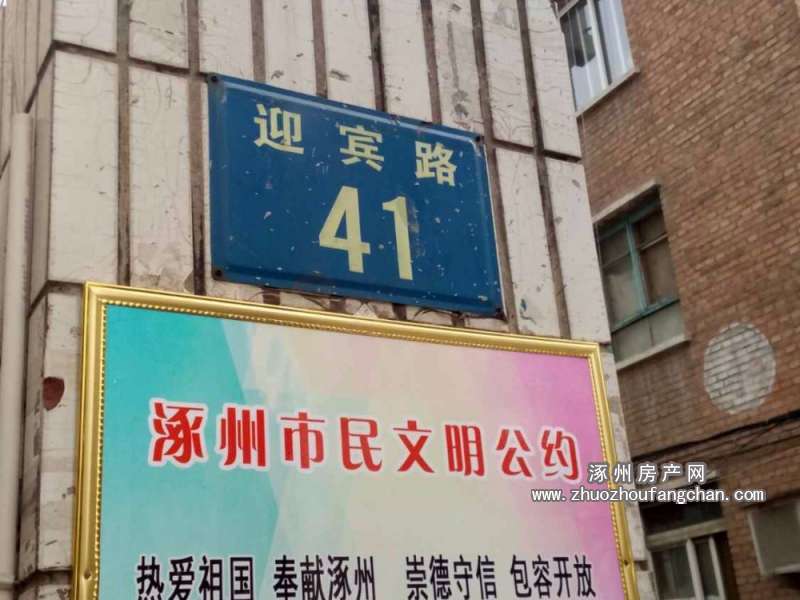 迎宾路
41
涿州市民文明公约
涿州房产网
www.zhuozhoufangchan.com
热爱祖国 奉献涿州 崇德守信 包容开放